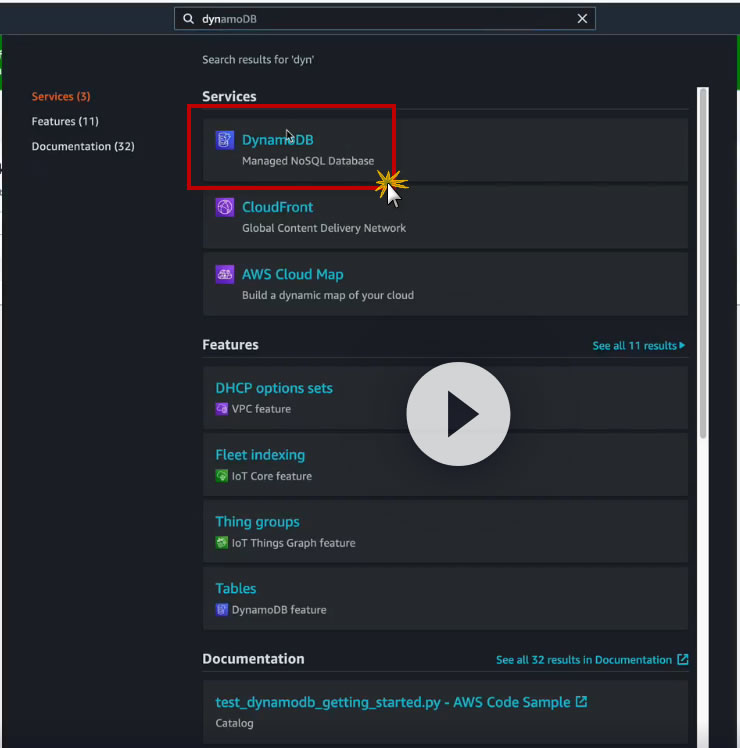 dynamoDB
Search results for 'dyn'
Services (3)
Features (11)
Documentation (32)
Services
DynamoDB
Managed NoSQL Database
CloudFront
Global Content Delivery Network
AWS Cloud Map
Build a dynamic map of your cloud
Features
See all 11 results
DHCP options sets
VPC feature
Fleet indexing
IoT Core feature
Thing groups
IoT Things Graph feature
Tables
DynamoDB feature
Documentation
See all 32 results in Documentation
test_dynamodb_getting_started.py - AWS Code Sample
Catalog